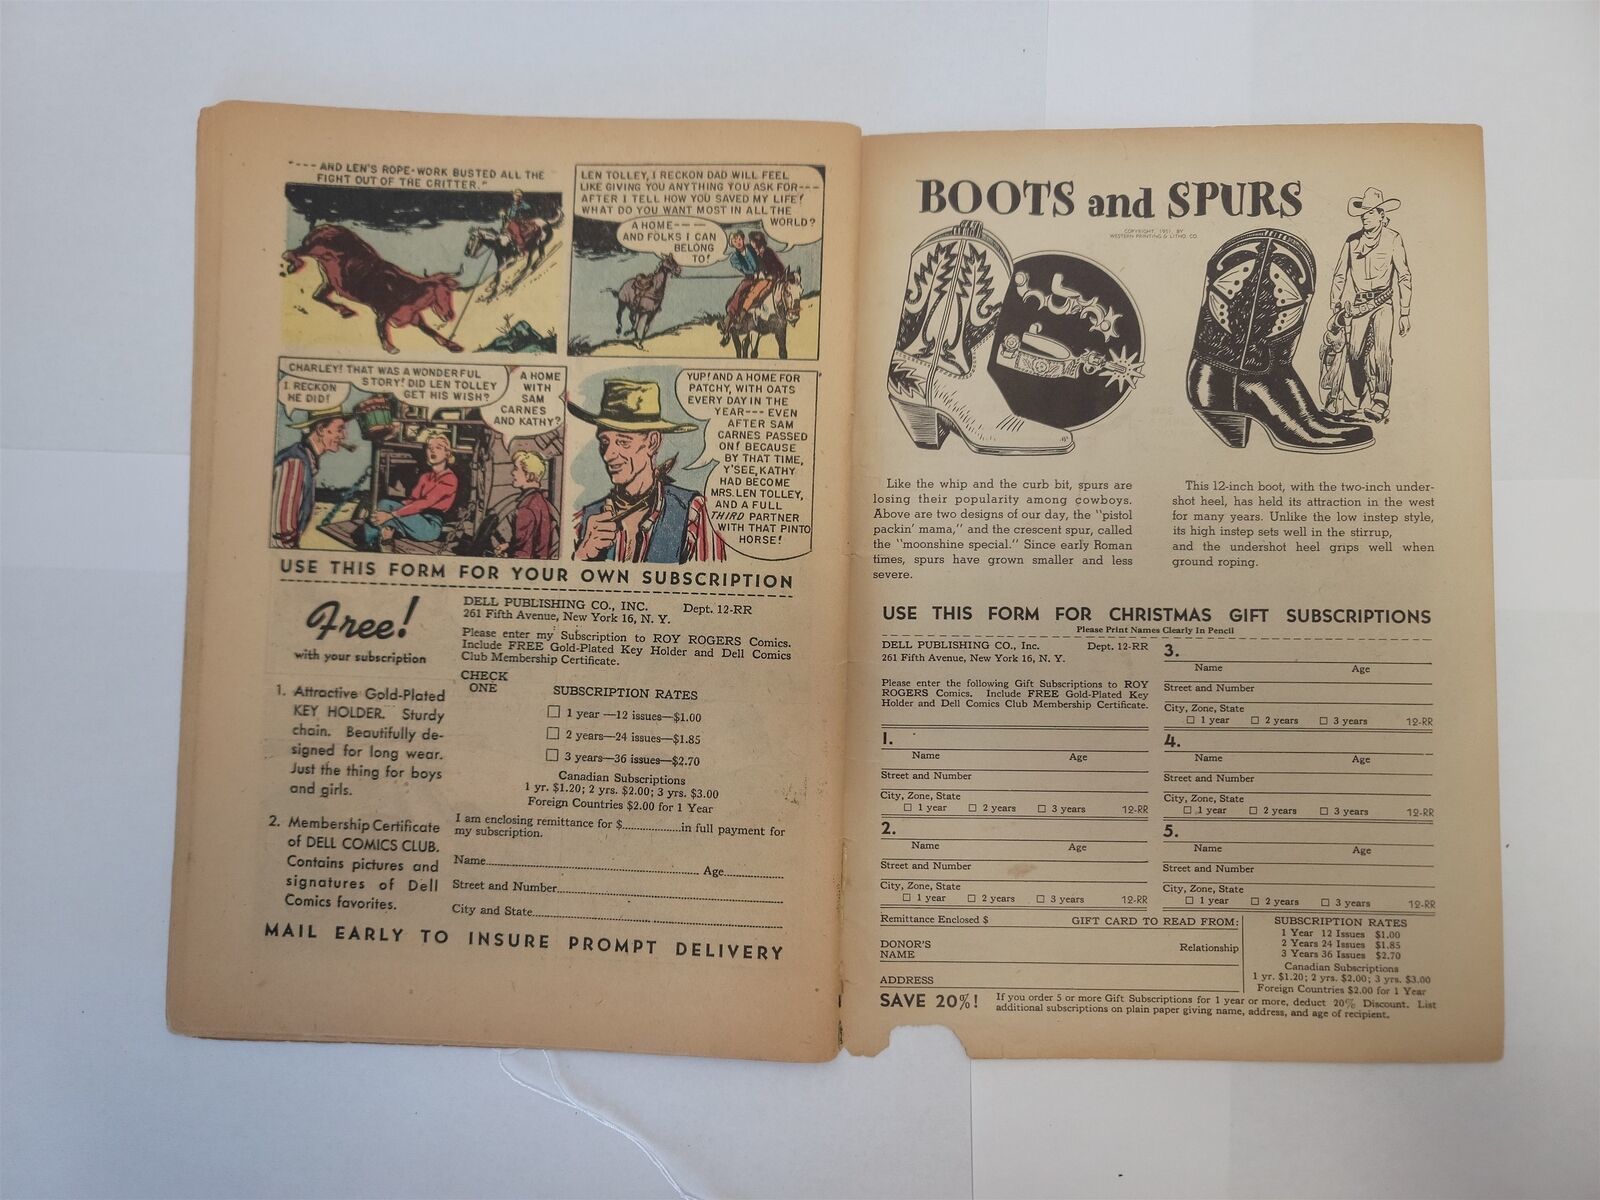 "---- AND LEN'S ROPE-WORK BUSTED ALL THE
FIGHT OUT OF THE CRITTER."
LEN TOLLEY, I RECKON DAD WILL FEEL
LIKE GIVING YOU ANYTHING YOU ASK FOR---
AFTER I TELL HOW YOU SAVED MY LIFE!
WHAT DO YOU WANT MOST IN ALL THE
WORLD?
A HOME----
AND FOLKS I CAN
BELONG
TO!
CHARLEY! THAT WAS A WONDERFUL
STORY! DID LEN TOLLEY
GET HIS WISH?
I RECKON
HE DID!
A HOME
WITH
SAM
CARNES
AND KATHY?
YUP! AND A HOME FOR
PATCHY, WITH OATS
EVERY DAY IN THE
YEAR--- EVEN
AFTER SAM
CARNES PASSED
ON! BECAUSE
BY THAT TIME,
Y'SEE, KATHY
HAD BECOME
MRS. LEN TOLLEY,
AND A FULL
THIRD PARTNER
WITH THAT PINTO
HORSE!
USE THIS FORM FOR YOUR OWN SUBSCRIPTION
Free!
with your subscription
1. Attractive Gold-Plated
KEY HOLDER. Sturdy
chain. Beautifully de-
signed for long wear.
Just the thing for boys
and girls.
2. Membership Certificate
of DELL COMICS CLUB.
Contains pictures and
signatures of Dell
Comics favorites.
DELL PUBLISHING CO., INC. Dept. 12-RR
261 Fifth Avenue, New York 16, N. Y.
Please enter my Subscription to ROY ROGERS Comics.
Include FREE Gold-Plated Key Holder and Dell Comics
Club Membership Certificate.
CHECK
ONE
SUBSCRIPTION RATES
1 year —12 issues—$1.00
2 years—24 issues—$1.85
3 years—36 issues—$2.70
Canadian Subscriptions
1 yr. $1.20; 2 yrs. $2.00; 3 yrs. $3.00
Foreign Countries $2.00 for 1 Year
I am enclosing remittance for $....................in full payment for
my subscription.
Name.................... Age....................
Street and Number....................
City and State....................
MAIL EARLY TO INSURE PROMPT DELIVERY
BOOTS and SPURS
COPYRIGHT, 1951, BY
WESTERN PRINTING & LITHO. CO.
Like the whip and the curb bit, spurs are
losing their popularity among cowboys.
Above are two designs of our day, the "pistol
packin' mama," and the crescent spur, called
the "moonshine special." Since early Roman
times, spurs have grown smaller and less
severe.
This 12-inch boot, with the two-inch under-
shot heel, has held its attraction in the west
for many years. Unlike the low instep style,
its high instep sets well in the stirrup,
and the undershot heel grips well when
ground roping.
USE THIS FORM FOR CHRISTMAS GIFT SUBSCRIPTIONS
Please Print Names Clearly In Pencil
DELL PUBLISHING CO., Inc. Dept. 12-RR
261 Fifth Avenue, New York 16, N. Y.
Please enter the following Gift Subscriptions to ROY
ROGERS Comics. Include FREE Gold-Plated Key
Holder and Dell Comics Club Membership Certificate.
1.
Name Age
Street and Number
City, Zone, State
1 year 2 years 3 years 12-RR
2.
Name Age
Street and Number
City, Zone, State
1 year 2 years 3 years 12-RR
3.
Name Age
Street and Number
City, Zone, State
1 year 2 years 3 years 12-RR
4.
Name Age
Street and Number
City, Zone, State
1 year 2 years 3 years 12-RR
5.
Name Age
Street and Number
City, Zone, State
1 year 2 years 3 years 12-RR
Remittance Enclosed $ GIFT CARD TO READ FROM:
DONOR'S
NAME Relationship
ADDRESS
SUBSCRIPTION RATES
1 Year 12 Issues $1.00
2 Years 24 Issues $1.85
3 Years 36 Issues $2.70
Canadian Subscriptions
1 yr. $1.20; 2 yrs. $2.00; 3 yrs. $3.00
Foreign Countries $2.00 for 1 Year
SAVE 20%! If you order 5 or more Gift Subscriptions for 1 year or more, deduct 20% Discount. List
additional subscriptions on plain paper giving name, address, and age of recipient.